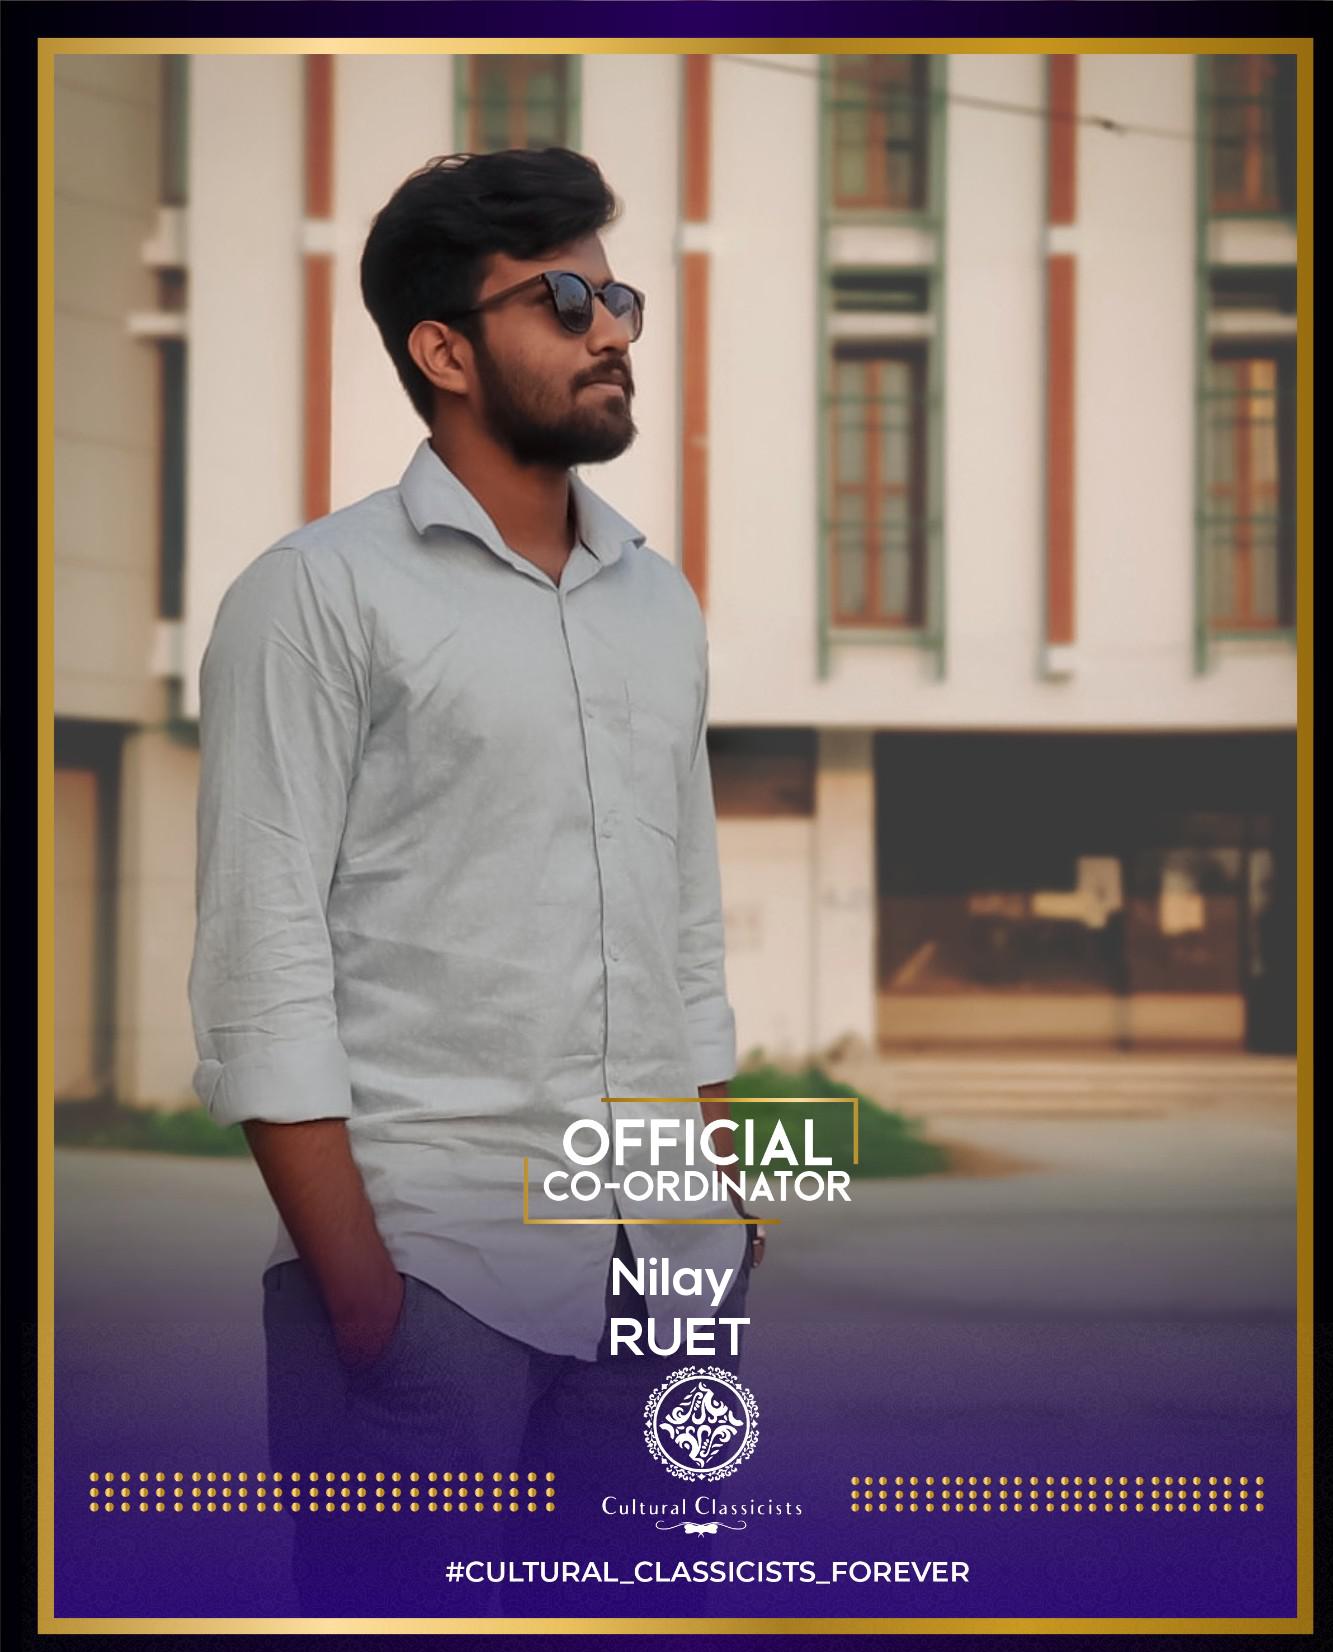 OFFICIAL
CO-ORDINATOR
Nilay
RUET
Cultural Classicists
#CULTURAL_CLASSICISTS_FOREVER